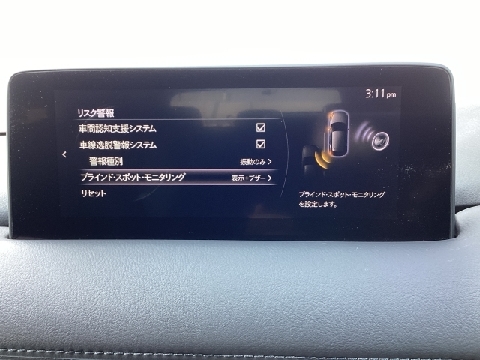 3:11 pm
リスク警報
車間認知支援システム
車線逸脱警報システム
警報種別 振動のみ >
ブラインド・スポット・モニタリング 表示・ブザー >
リセット
ブラインド・スポット・モニタリング
を設定します。